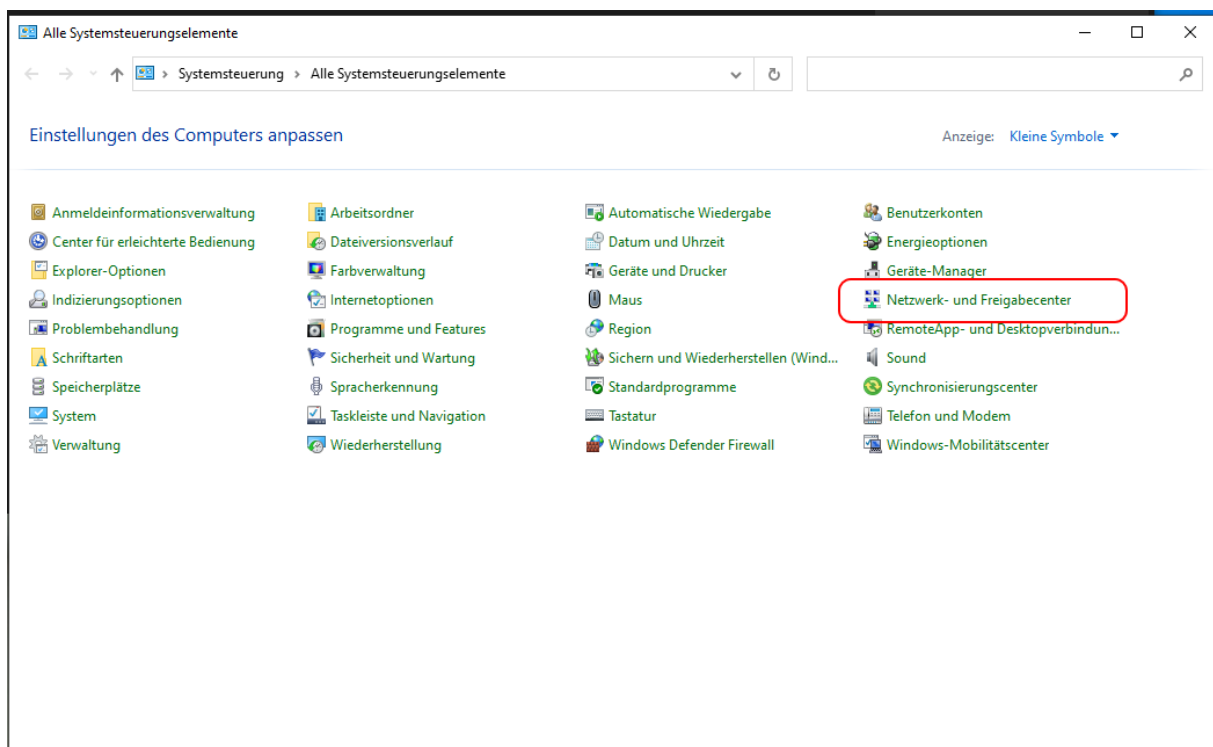 Alle Systemsteuerungselemente
Systemsteuerung > Alle Systemsteuerungselemente
Einstellungen des Computers anpassen
Anzeige: Kleine Symbole
Anmeldeinformationsverwaltung Arbeitsordner Automatische Wiedergabe Benutzerkonten
Center für erleichterte Bedienung Dateiversionsverlauf Datum und Uhrzeit Energieoptionen
Explorer-Optionen Farbverwaltung Geräte und Drucker Geräte-Manager
Indizierungsoptionen Internetoptionen Maus Netzwerk- und Freigabecenter
Problembehandlung Programme und Features Region RemoteApp- und Desktopverbindun...
Schriftarten Sicherheit und Wartung Sichern und Wiederherstellen (Wind... Sound
Speicherplätze Spracherkennung Standardprogramme Synchronisierungscenter
System Taskleiste und Navigation Tastatur Telefon und Modem
Verwaltung Wiederherstellung Windows Defender Firewall Windows-Mobilitätscenter